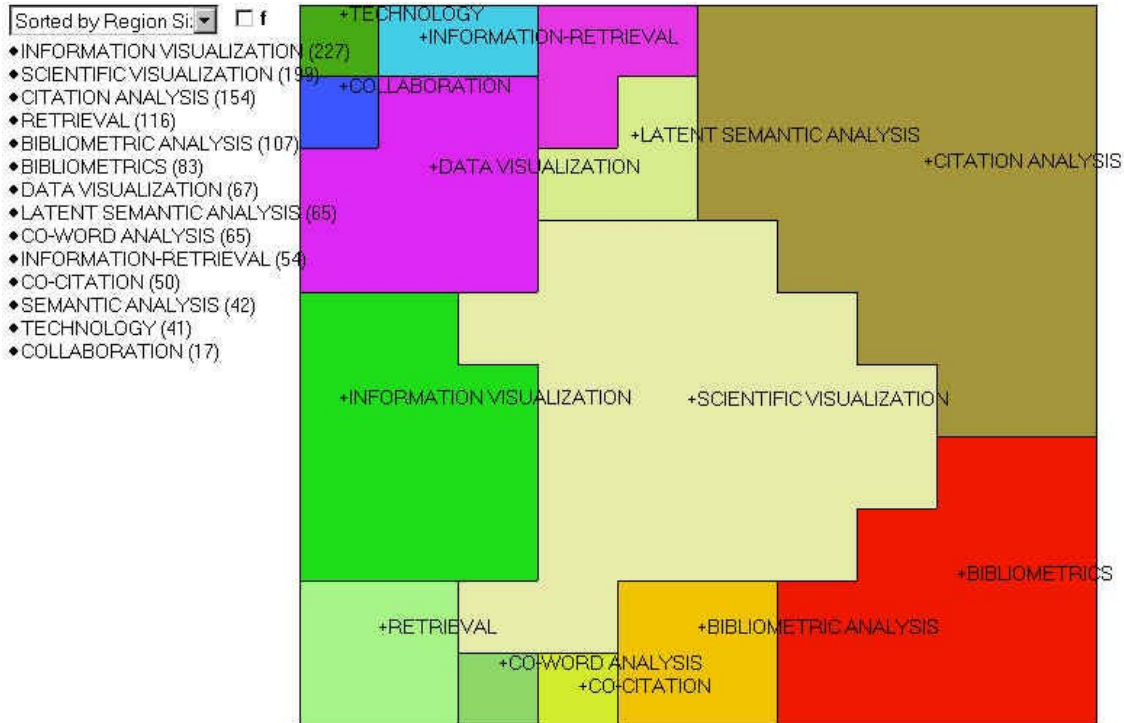 Sorted by Region Si:
f
INFORMATION VISUALIZATION (227)
SCIENTIFIC VISUALIZATION (199)
CITATION ANALYSIS (154)
RETRIEVAL (116)
BIBLIOMETRIC ANALYSIS (107)
BIBLIOMETRICS (83)
DATA VISUALIZATION (67)
LATENT SEMANTIC ANALYSIS (65)
CO-WORD ANALYSIS (65)
INFORMATION-RETRIEVAL (54)
CO-CITATION (50)
SEMANTIC ANALYSIS (42)
TECHNOLOGY (41)
COLLABORATION (17)
+TECHNOLOGY
+INFORMATION-RETRIEVAL
+COLLABORATION
+LATENT SEMANTIC ANALYSIS
+CITATION ANALYSIS
+DATA VISUALIZATION
+INFORMATION VISUALIZATION
+SCIENTIFIC VISUALIZATION
+BIBLIOMETRICS
+RETRIEVAL
+BIBLIOMETRIC ANALYSIS
+CO-WORD ANALYSIS
+CO-CITATION